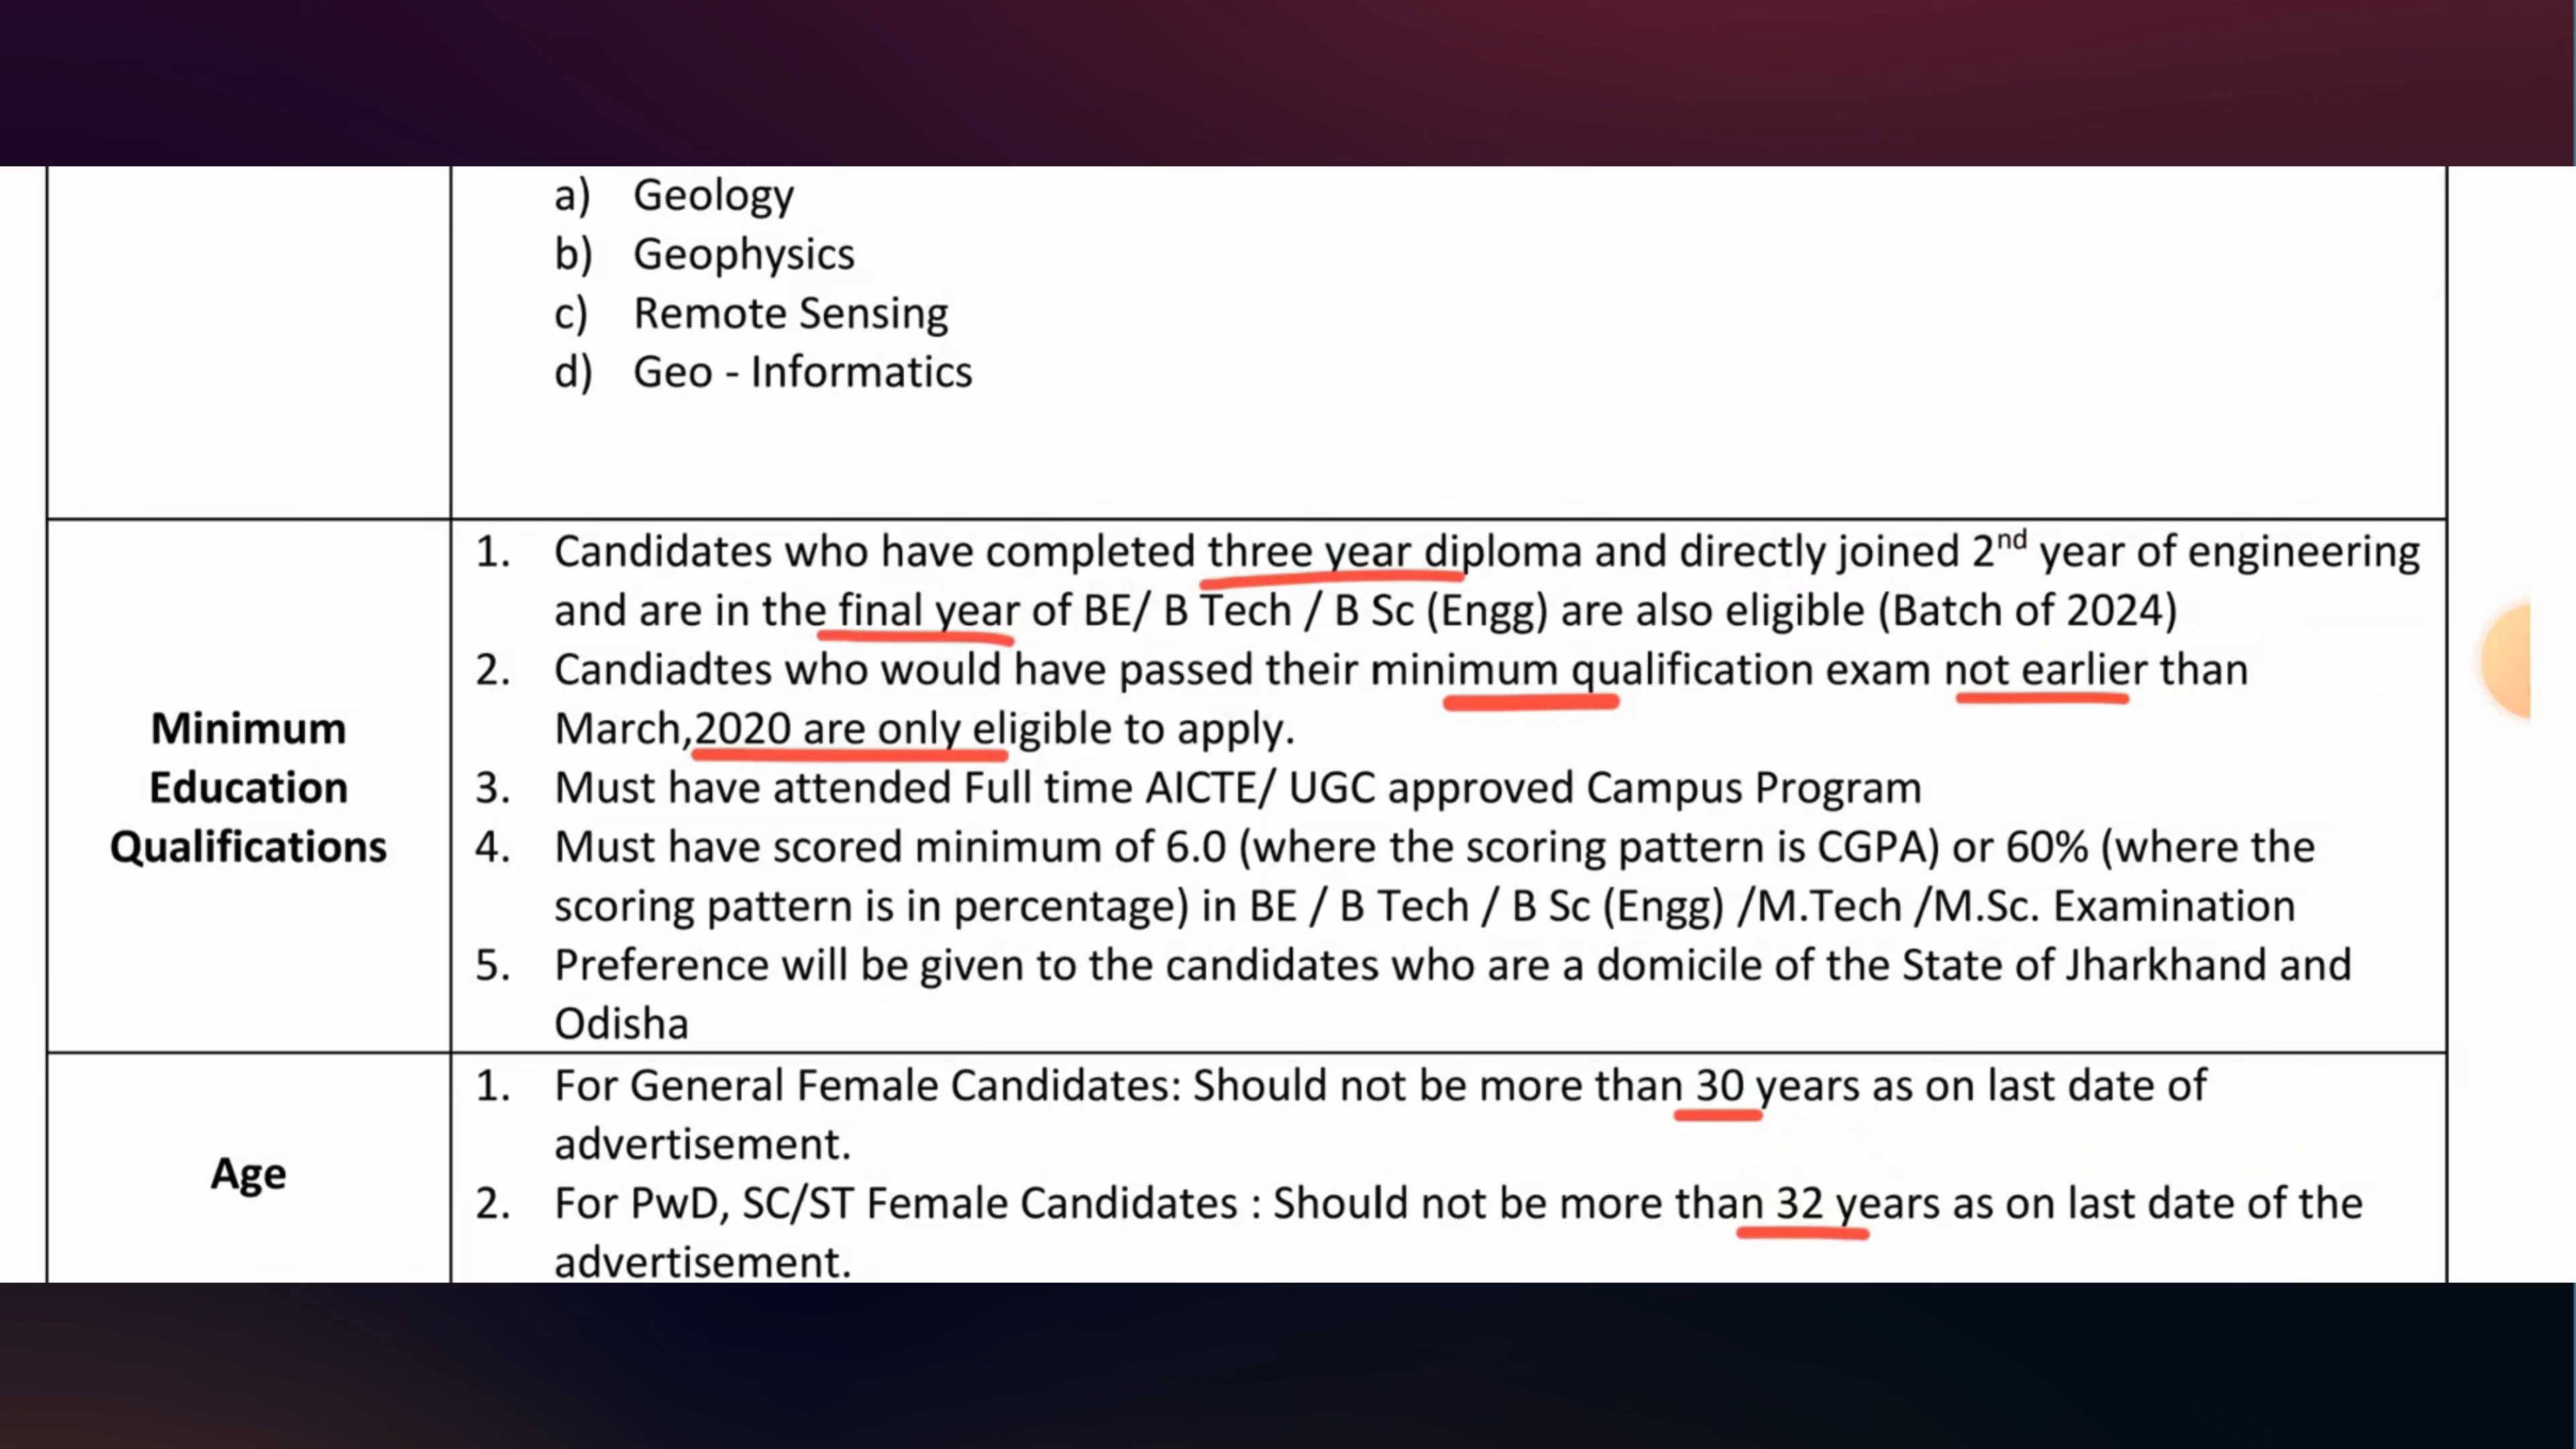 a) Geology
b) Geophysics
c) Remote Sensing
d) Geo - Informatics
Minimum
Education
Qualifications
1. Candidates who have completed three year diploma and directly joined 2nd year of engineering
and are in the final year of BE/ B Tech / B Sc (Engg) are also eligible (Batch of 2024)
2. Candiadtes who would have passed their minimum qualification exam not earlier than
March,2020 are only eligible to apply.
3. Must have attended Full time AICTE/ UGC approved Campus Program
4. Must have scored minimum of 6.0 (where the scoring pattern is CGPA) or 60% (where the
scoring pattern is in percentage) in BE / B Tech / B Sc (Engg) /M.Tech /M.Sc. Examination
5. Preference will be given to the candidates who are a domicile of the State of Jharkhand and
Odisha
Age
1. For General Female Candidates: Should not be more than 30 years as on last date of
advertisement.
2. For PwD, SC/ST Female Candidates : Should not be more than 32 years as on last date of the
advertisement.